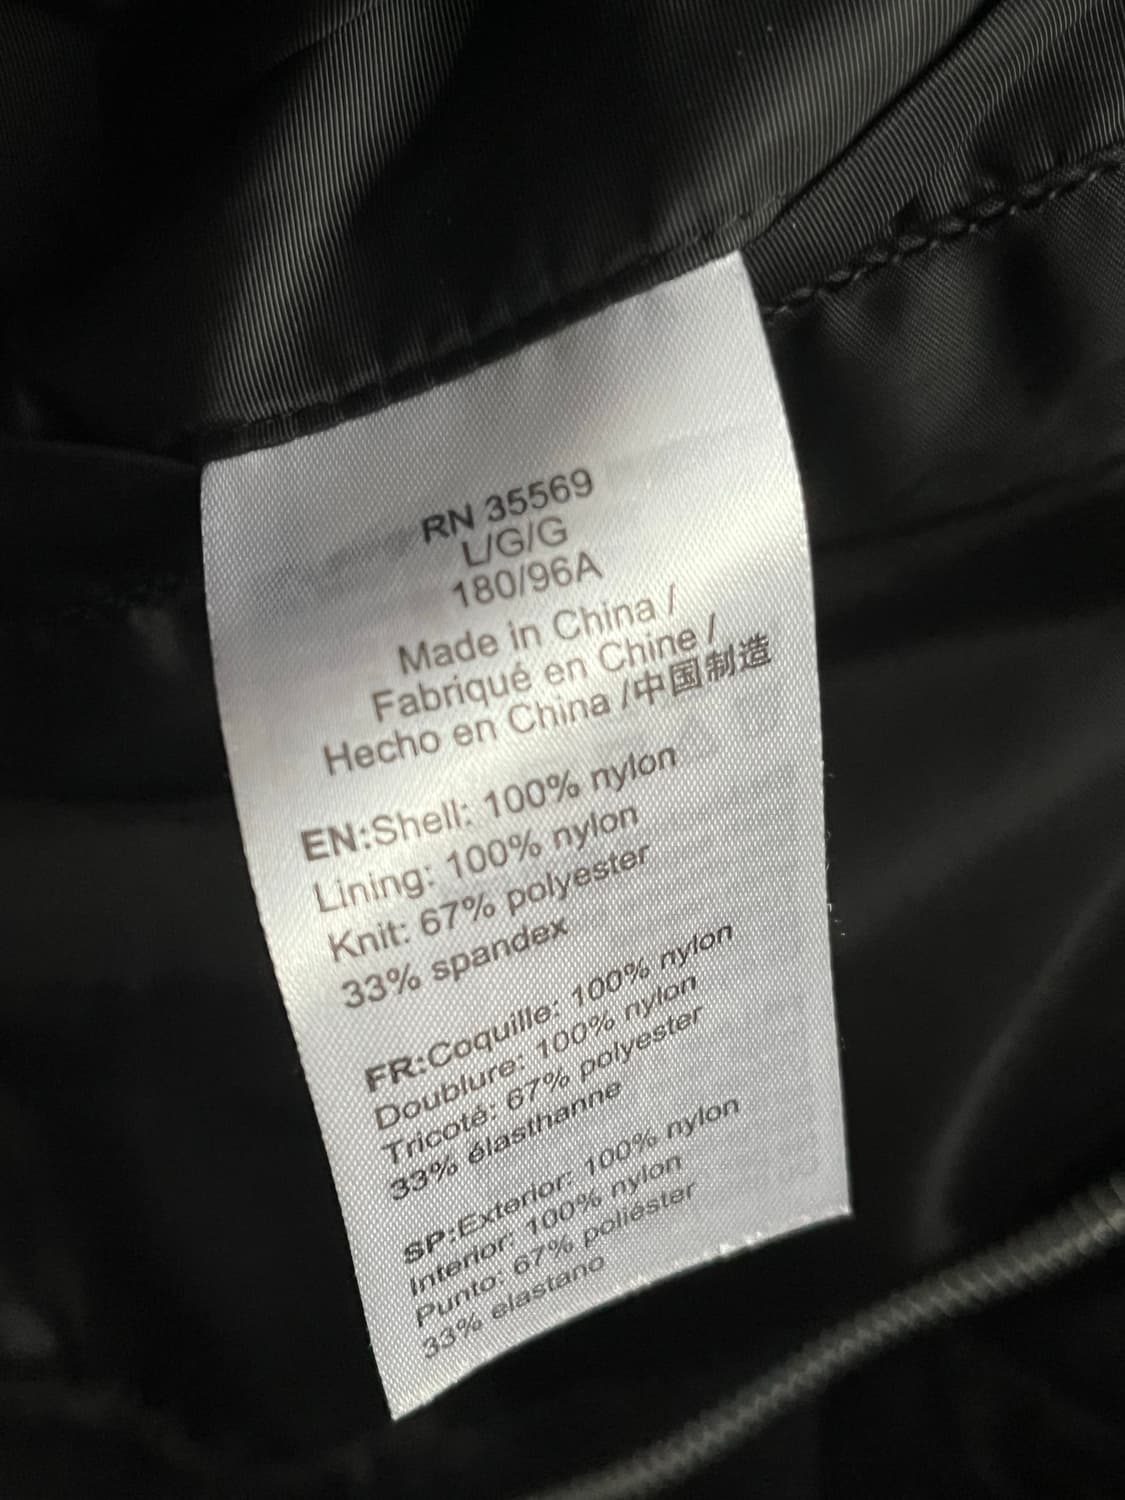 RN 35569
L/G/G
180/96A
Made in China /
Fabriqué en Chine /
Hecho en China /中国制造
EN:Shell: 100% nylon
Lining: 100% nylon
Knit: 67% polyester
33% spandex
FR:Coquille: 100% nylon
Doublure: 100% nylon
Tricoté: 67% polyester
33% élasthanne
SP:Exterior: 100% nylon
Interior: 100% nylon
Punto: 67% poliéster
33% elastano